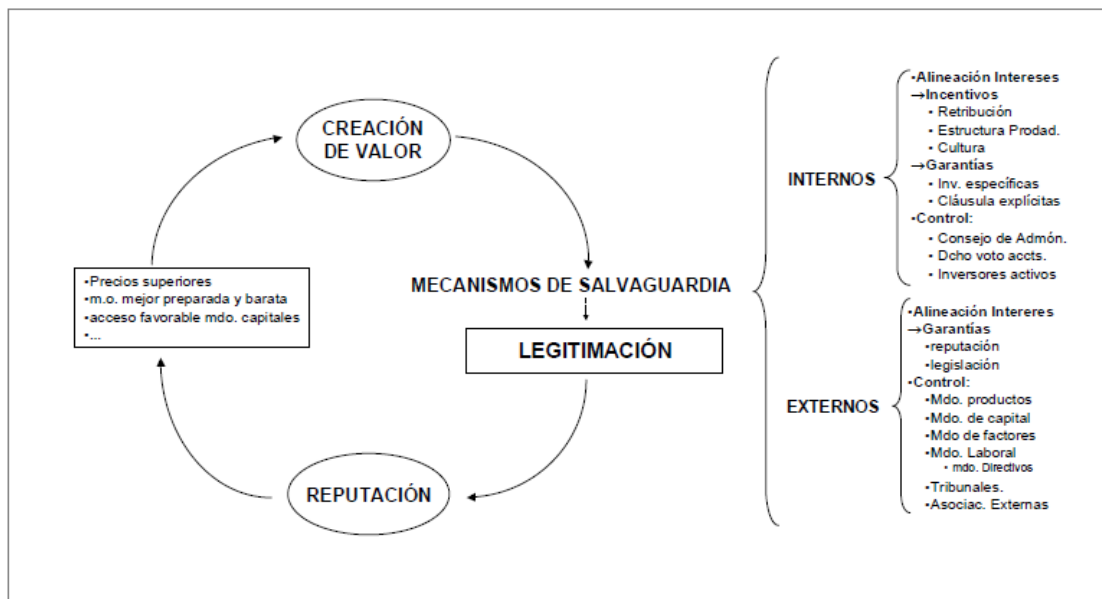 CREACIÓN
DE VALOR
•Precios superiores
•m.o. mejor preparada y barata
•acceso favorable mdo. capitales
•...
MECANISMOS DE SALVAGUARDIA
LEGITIMACIÓN
REPUTACIÓN
INTERNOS
•Alineación Intereses
→Incentivos
• Retribución
• Estructura Prodad.
• Cultura
→Garantías
• Inv. específicas
• Cláusula explícitas
•Control:
• Consejo de Admón.
• Dcho voto accts.
• Inversores activos
EXTERNOS
•Alineación Intereres
→Garantías
•reputación
•legislación
•Control:
•Mdo. productos
•Mdo. de capital
•Mdo de factores
•Mdo. Laboral
• mdo. Directivos
•Tribunales.
•Asociac. Externas